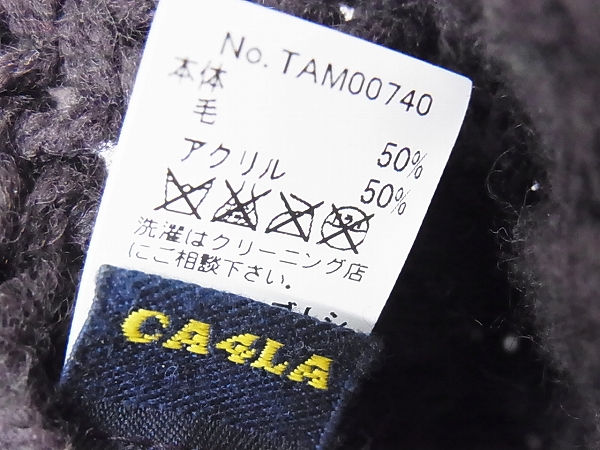 No. TAM00740
本体
毛 50%
アクリル 50%
洗濯はクリーニング店
にご相談下さい.
CA4LA